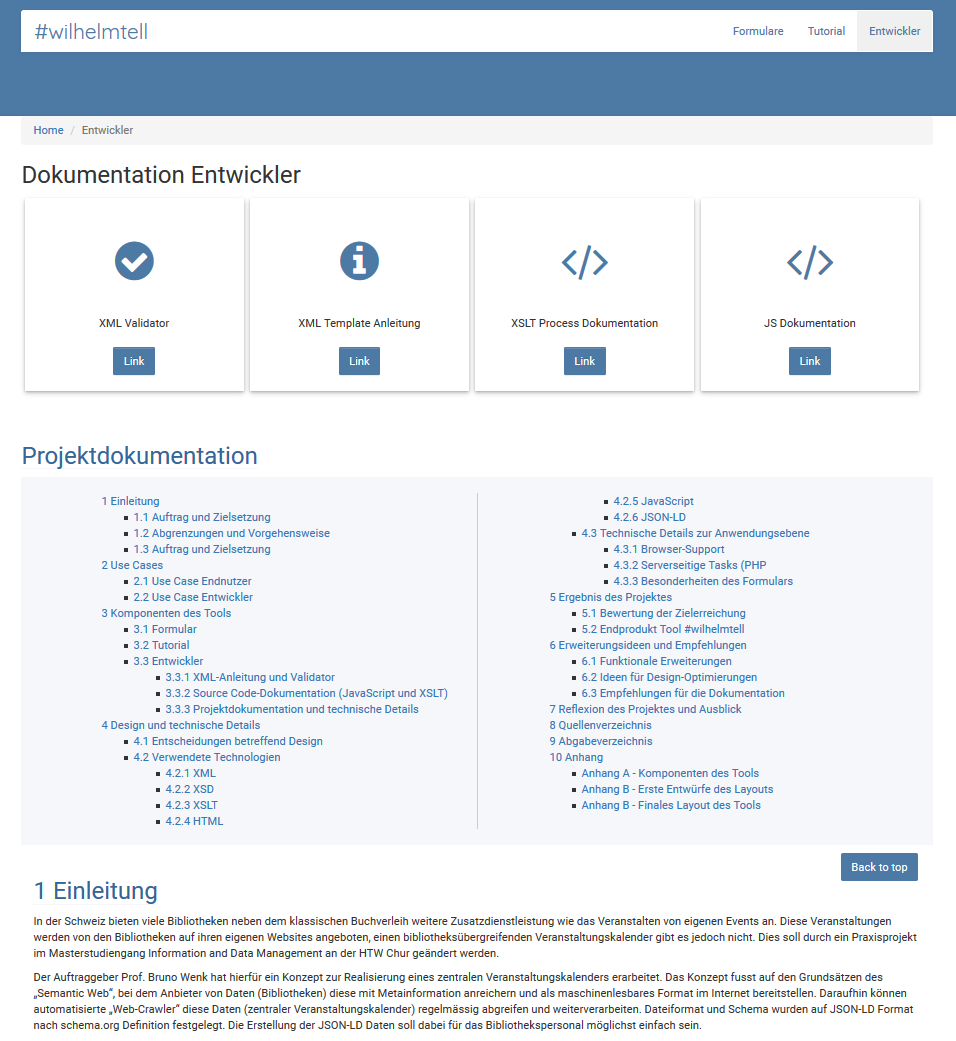 #wilhelmtell
Formulare Tutorial Entwickler
Home / Entwickler
Dokumentation Entwickler
XML Validator
Link
XML Template Anleitung
Link
XSLT Process Dokumentation
Link
JS Dokumentation
Link
Projektdokumentation
1 Einleitung
1.1 Auftrag und Zielsetzung
1.2 Abgrenzungen und Vorgehensweise
1.3 Auftrag und Zielsetzung
2 Use Cases
2.1 Use Case Endnutzer
2.2 Use Case Entwickler
3 Komponenten des Tools
3.1 Formular
3.2 Tutorial
3.3 Entwickler
3.3.1 XML-Anleitung und Validator
3.3.2 Source Code-Dokumentation (JavaScript und XSLT)
3.3.3 Projektdokumentation und technische Details
4 Design und technische Details
4.1 Entscheidungen betreffend Design
4.2 Verwendete Technologien
4.2.1 XML
4.2.2 XSD
4.2.3 XSLT
4.2.4 HTML
4.2.5 JavaScript
4.2.6 JSON-LD
4.3 Technische Details zur Anwendungsebene
4.3.1 Browser-Support
4.3.2 Serverseitige Tasks (PHP
4.3.3 Besonderheiten des Formulars
5 Ergebnis des Projektes
5.1 Bewertung der Zielerreichung
5.2 Endprodukt Tool #wilhelmtell
6 Erweiterungsideen und Empfehlungen
6.1 Funktionale Erweiterungen
6.2 Ideen für Design-Optimierungen
6.3 Empfehlungen für die Dokumentation
7 Reflexion des Projektes und Ausblick
8 Quellenverzeichnis
9 Abgabeverzeichnis
10 Anhang
Anhang A - Komponenten des Tools
Anhang B - Erste Entwürfe des Layouts
Anhang B - Finales Layout des Tools
Back to top
1 Einleitung
In der Schweiz bieten viele Bibliotheken neben dem klassischen Buchverleih weitere Zusatzdienstleistung wie das Veranstalten von eigenen Events an. Diese Veranstaltungen
werden von den Bibliotheken auf ihren eigenen Websites angeboten, einen bibliotheksübergreifenden Veranstaltungskalender gibt es jedoch nicht. Dies soll durch ein Praxisprojekt
im Masterstudiengang Information and Data Management an der HTW Chur geändert werden.
Der Auftraggeber Prof. Bruno Wenk hat hierfür ein Konzept zur Realisierung eines zentralen Veranstaltungskalenders erarbeitet. Das Konzept fusst auf den Grundsätzen des
„Semantic Web“, bei dem Anbieter von Daten (Bibliotheken) diese mit Metainformation anreichern und als maschinenlesbares Format im Internet bereitstellen. Daraufhin können
automatisierte „Web-Crawler“ diese Daten (zentraler Veranstaltungskalender) regelmässig abgreifen und weiterverarbeiten. Dateiformat und Schema wurden auf JSON-LD Format
nach schema.org Definition festgelegt. Die Erstellung der JSON-LD Daten soll dabei für das Bibliothekspersonal möglichst einfach sein.